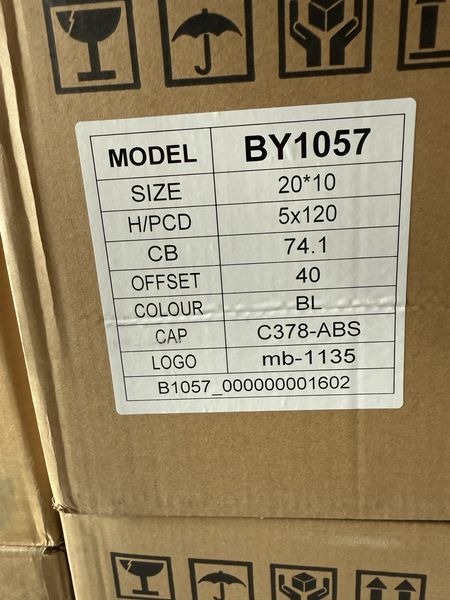 MODEL BY1057
SIZE 20*10
H/PCD 5x120
CB 74.1
OFFSET 40
COLOUR BL
CAP C378-ABS
LOGO mb-1135
B1057_000000001602